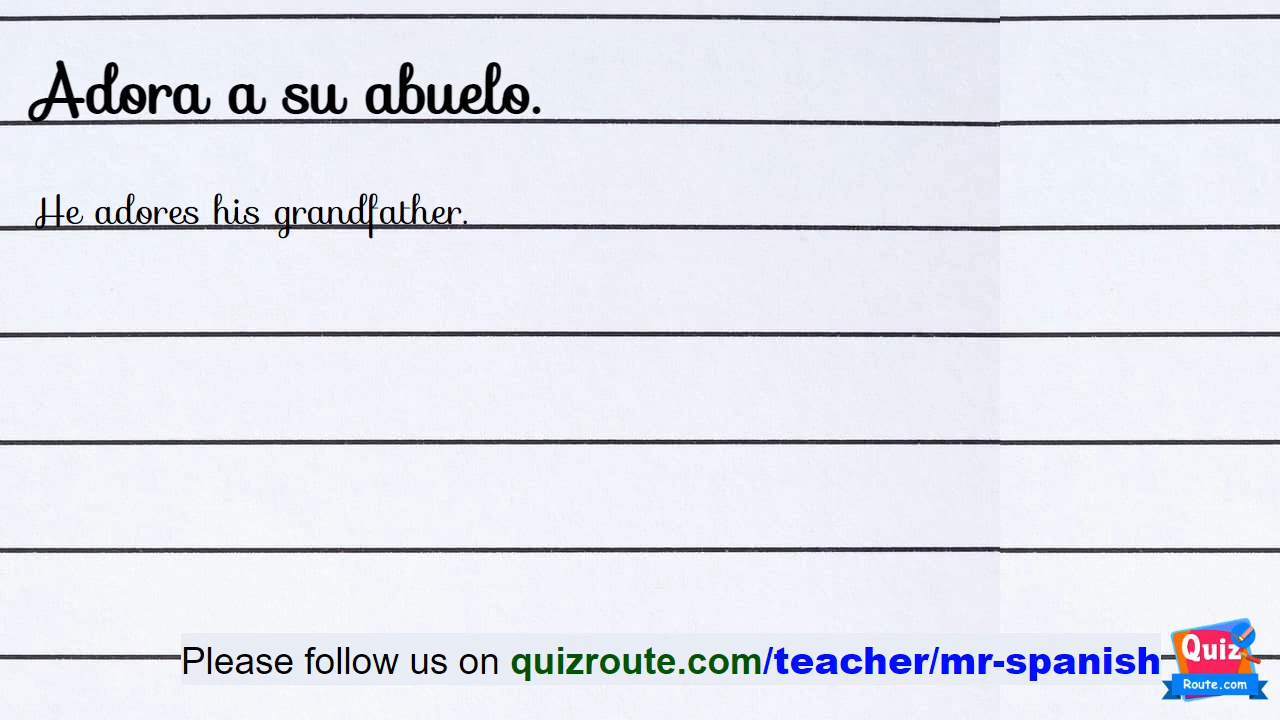 Adora a su abuelo.
He adores his grandfather.
Please follow us on quizroute.com/teacher/mr-spanish
Quiz
Route.com